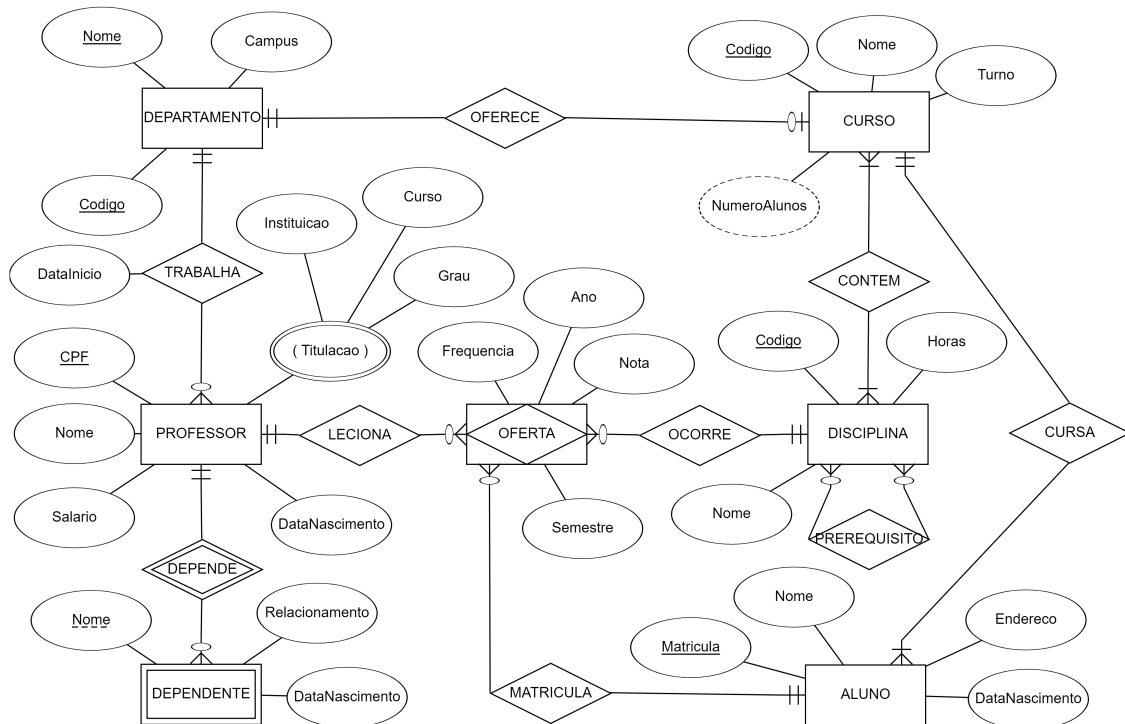 Nome
Campus
Codigo
Nome
Turno
DEPARTAMENTO
OFERECE
CURSO
Codigo
Instituicao
Curso
NumeroAlunos
DataInicio
TRABALHA
Grau
CONTEM
Ano
CPF
( Titulacao )
Frequencia
Nota
Codigo
Horas
Nome
PROFESSOR
LECIONA
OFERTA
OCORRE
DISCIPLINA
CURSA
Salario
DataNascimento
Semestre
Nome
PREREQUISITO
DEPENDE
Nome
Relacionamento
Nome
Endereco
Matricula
DEPENDENTE
DataNascimento
MATRICULA
ALUNO
DataNascimento